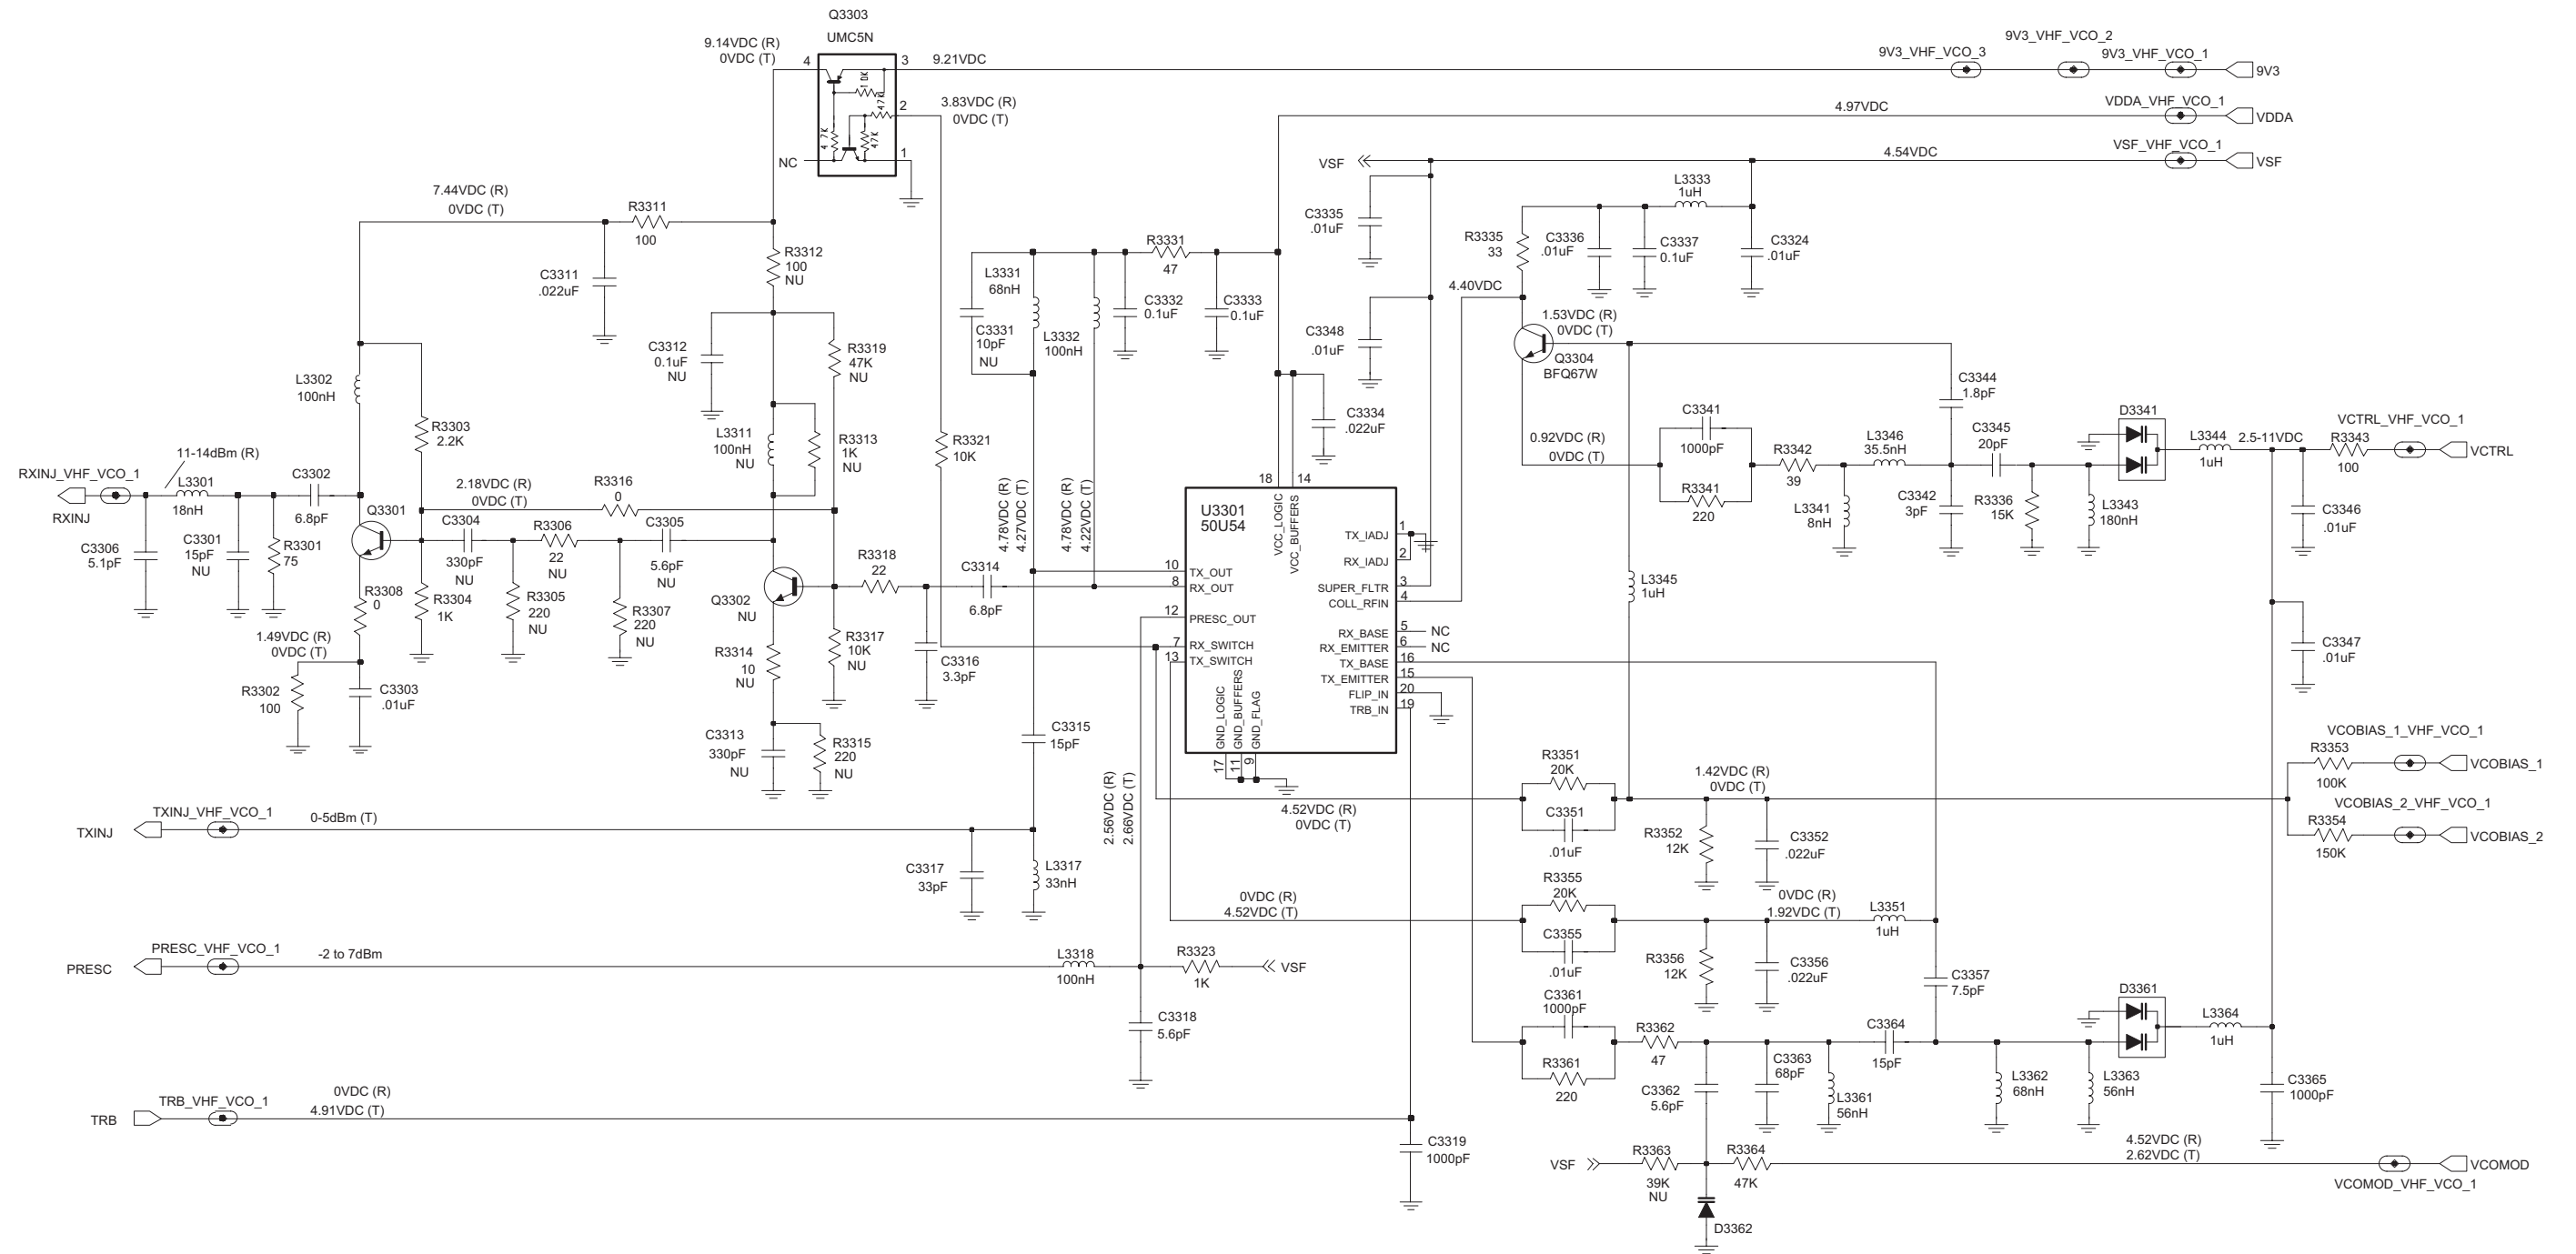 Q3303
UMC5N
9.14VDC (R)
0VDC (T)
4
3
9.21VDC
10K
47K
2
3.83VDC (R)
0VDC (T)
4.7K
47K
NC
1
9V3_VHF_VCO_3
9V3_VHF_VCO_2
9V3_VHF_VCO_1
9V3
4.97VDC
VDDA_VHF_VCO_1
VDDA
VSF
4.54VDC
VSF_VHF_VCO_1
VSF
7.44VDC (R)
0VDC (T)
R3311
100
C3311
.022uF
R3312
100
NU
C3312
0.1uF
NU
R3319
47K
NU
L3311
100nH
NU
R3313
1K
NU
L3302
100nH
R3303
2.2K
11-14dBm (R)
RXINJ_VHF_VCO_1
RXINJ
L3301
18nH
C3302
6.8pF
C3306
5.1pF
C3301
15pF
NU
R3301
75
Q3301
2.18VDC (R)
0VDC (T)
R3316
0
C3304
330pF
NU
R3306
22
NU
C3305
5.6pF
NU
R3308
0
R3304
1K
R3305
220
NU
R3307
220
NU
1.49VDC (R)
0VDC (T)
R3302
100
C3303
.01uF
Q3302
NU
R3318
22
C3314
6.8pF
R3314
10
NU
R3317
10K
NU
C3316
3.3pF
C3313
330pF
NU
R3315
220
NU
R3321
10K
L3331
68nH
C3331
10pF
NU
L3332
100nH
C3332
0.1uF
R3331
47
C3333
0.1uF
4.78VDC (R)
4.27VDC (T)
4.78VDC (R)
4.22VDC (T)
C3335
.01uF
C3348
.01uF
C3334
.022uF
R3335
33
C3336
.01uF
C3337
0.1uF
L3333
1uH
C3324
.01uF
4.40VDC
1.53VDC (R)
0VDC (T)
Q3304
BFQ67W
0.92VDC (R)
0VDC (T)
C3341
1000pF
R3341
220
R3342
39
L3346
35.5nH
L3341
8nH
C3342
3pF
C3344
1.8pF
C3345
20pF
R3336
15K
L3343
180nH
D3341
L3344
1uH
2.5-11VDC
VCTRL_VHF_VCO_1
R3343
100
VCTRL
C3346
.01uF
C3347
.01uF
L3345
1uH
U3301
50U54
18
14
VCC_LOGIC
VCC_BUFFERS
TX_IADJ
1
RX_IADJ
2
SUPER_FLTR
3
COLL_RFIN
4
RX_BASE
5
NC
RX_EMITTER
6
NC
TX_BASE
16
TX_EMITTER
15
FLIP_IN
20
TRB_IN
19
10
TX_OUT
8
RX_OUT
12
PRESC_OUT
7
RX_SWITCH
13
TX_SWITCH
GND_LOGIC
GND_BUFFERS
GND_FLAG
17
11
9
C3315
15pF
2.56VDC (R)
2.66VDC (T)
TXINJ_VHF_VCO_1
TXINJ
0-5dBm (T)
C3317
33pF
L3317
33nH
PRESC_VHF_VCO_1
PRESC
-2 to 7dBm
L3318
100nH
R3323
1K
VSF
C3318
5.6pF
TRB_VHF_VCO_1
TRB
0VDC (R)
4.91VDC (T)
C3319
1000pF
4.52VDC (R)
0VDC (T)
R3351
20K
C3351
.01uF
1.42VDC (R)
0VDC (T)
R3352
12K
C3352
.022uF
VCOBIAS_1_VHF_VCO_1
R3353
100K
VCOBIAS_1
VCOBIAS_2_VHF_VCO_1
R3354
150K
VCOBIAS_2
0VDC (R)
4.52VDC (T)
R3355
20K
C3355
.01uF
0VDC (R)
1.92VDC (T)
L3351
1uH
R3356
12K
C3356
.022uF
C3357
7.5pF
C3361
1000pF
R3361
220
R3362
47
C3362
5.6pF
C3363
68pF
L3361
56nH
C3364
15pF
L3362
68nH
L3363
56nH
D3361
L3364
1uH
C3365
1000pF
VSF
R3363
39K
NU
R3364
47K
D3362
4.52VDC (R)
2.62VDC (T)
VCOMOD
VCOMOD_VHF_VCO_1